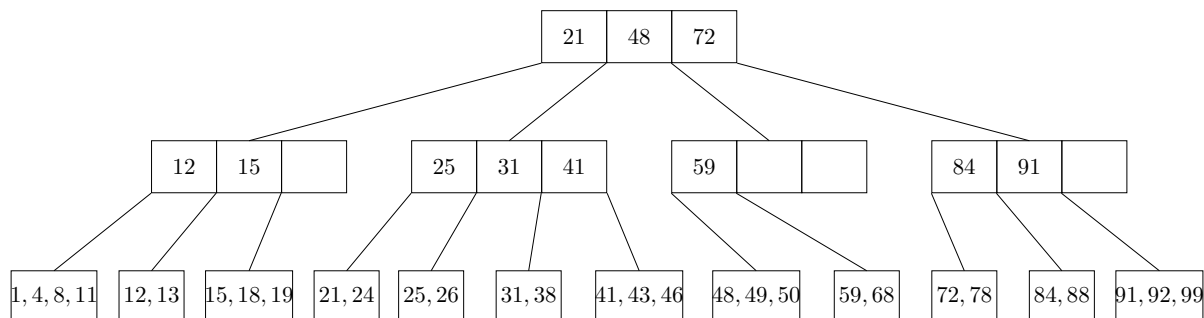 21 48 72
12 15 25 31 41 59 84 91
1, 4, 8, 11 12, 13 15, 18, 19 21, 24 25, 26 31, 38 41, 43, 46 48, 49, 50 59, 68 72, 78 84, 88 91, 92, 99